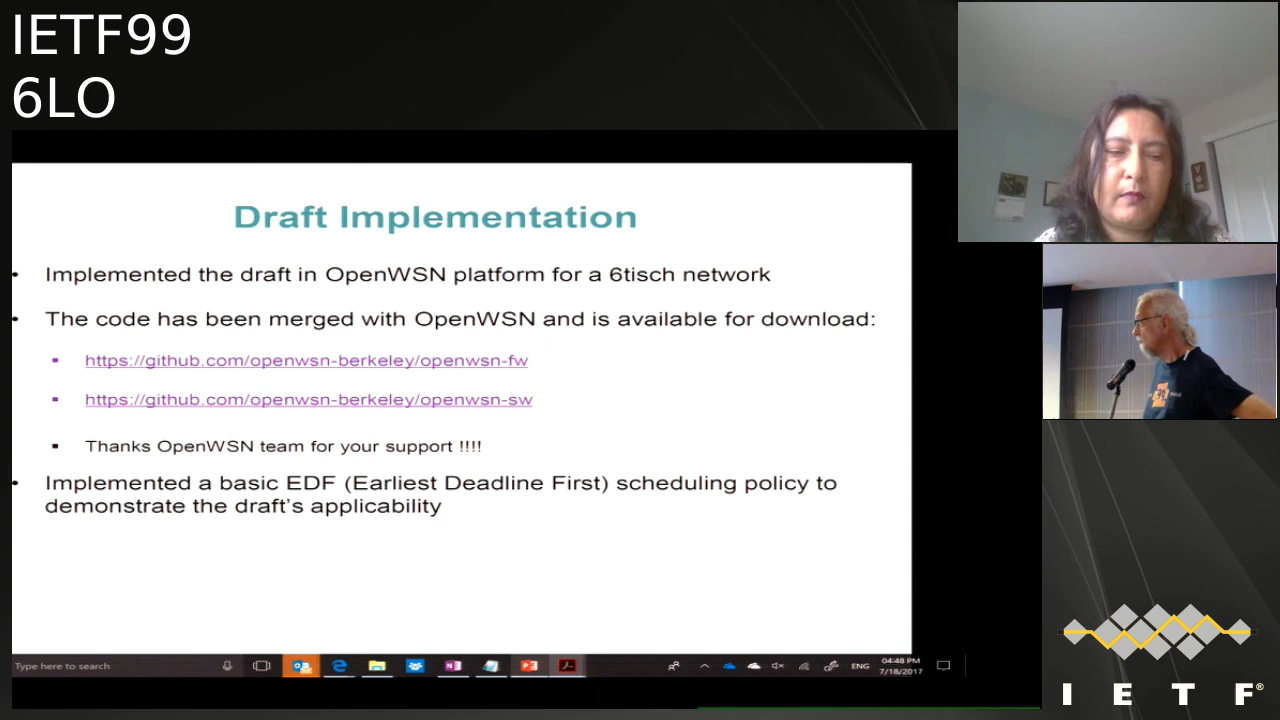 IETF99
6LO
Draft Implementation
• Implemented the draft in OpenWSN platform for a 6tisch network
• The code has been merged with OpenWSN and is available for download:
▪ https://github.com/openwsn-berkeley/openwsn-fw
▪ https://github.com/openwsn-berkeley/openwsn-sw
▪ Thanks OpenWSN team for your support !!!!
• Implemented a basic EDF (Earliest Deadline First) scheduling policy to
demonstrate the draft's applicability
Type here to search
ENG
04:48 PM
7/18/2017
I E T F®